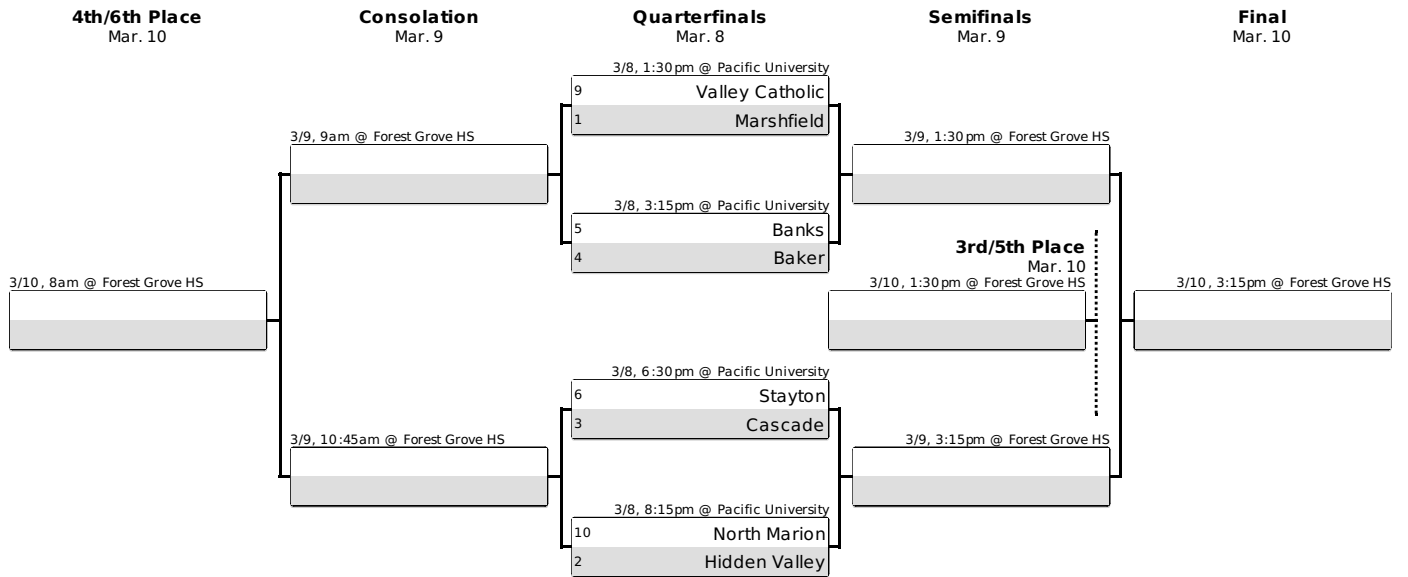 4th/6th Place
Mar. 10
Consolation
Mar. 9
Quarterfinals
Mar. 8
Semifinals
Mar. 9
Final
Mar. 10
3/8, 1:30pm @ Pacific University
9 Valley Catholic
1 Marshfield
3/9, 9am @ Forest Grove HS
3/9, 1:30pm @ Forest Grove HS
3/8, 3:15pm @ Pacific University
5 Banks
4 Baker
3rd/5th Place
Mar. 10
3/10, 8am @ Forest Grove HS
3/10, 1:30pm @ Forest Grove HS
3/10, 3:15pm @ Forest Grove HS
3/8, 6:30pm @ Pacific University
6 Stayton
3 Cascade
3/9, 10:45am @ Forest Grove HS
3/9, 3:15pm @ Forest Grove HS
3/8, 8:15pm @ Pacific University
10 North Marion
2 Hidden Valley